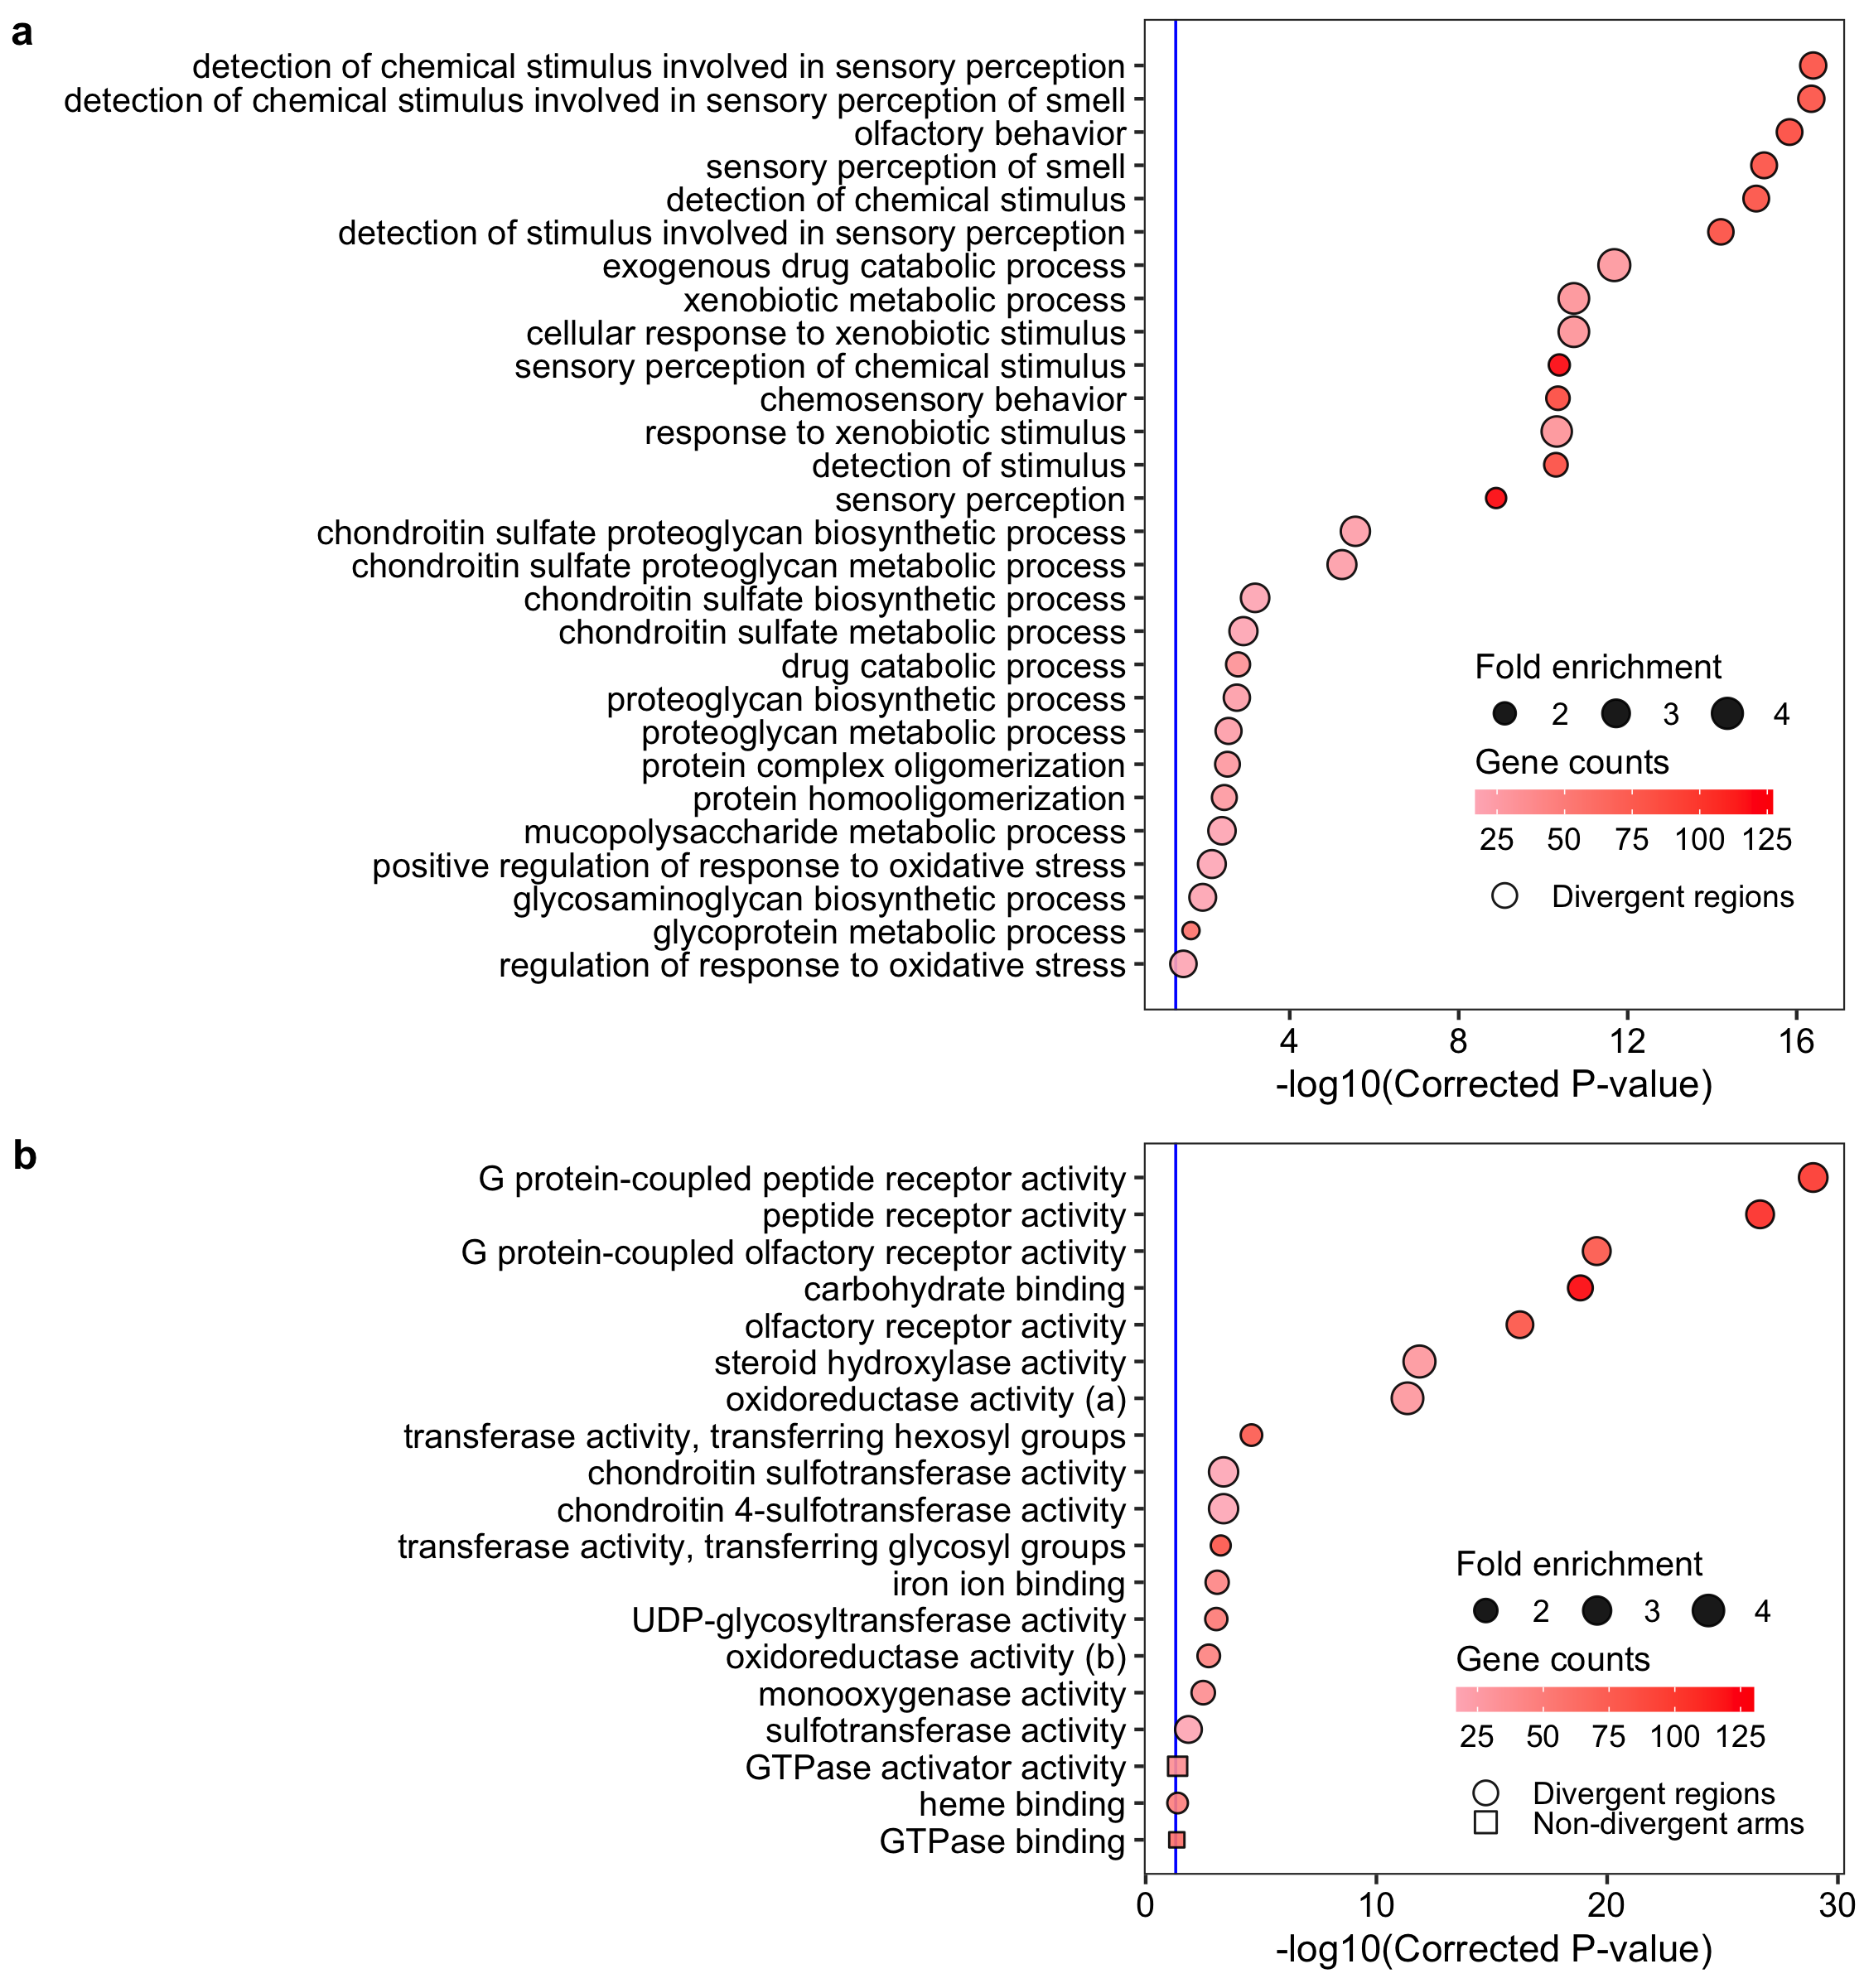 a
detection of chemical stimulus involved in sensory perception
detection of chemical stimulus involved in sensory perception of smell
olfactory behavior
sensory perception of smell
detection of chemical stimulus
detection of stimulus involved in sensory perception
exogenous drug catabolic process
xenobiotic metabolic process
cellular response to xenobiotic stimulus
sensory perception of chemical stimulus
chemosensory behavior
response to xenobiotic stimulus
detection of stimulus
sensory perception
chondroitin sulfate proteoglycan biosynthetic process
chondroitin sulfate proteoglycan metabolic process
chondroitin sulfate biosynthetic process
chondroitin sulfate metabolic process
drug catabolic process
proteoglycan biosynthetic process
proteoglycan metabolic process
protein complex oligomerization
protein homooligomerization
mucopolysaccharide metabolic process
positive regulation of response to oxidative stress
glycosaminoglycan biosynthetic process
glycoprotein metabolic process
regulation of response to oxidative stress
Fold enrichment
2 3 4
Gene counts
25 50 75 100 125
Divergent regions
4 8 12 16
-log10(Corrected P-value)
b
G protein-coupled peptide receptor activity
peptide receptor activity
G protein-coupled olfactory receptor activity
carbohydrate binding
olfactory receptor activity
steroid hydroxylase activity
oxidoreductase activity (a)
transferase activity, transferring hexosyl groups
chondroitin sulfotransferase activity
chondroitin 4-sulfotransferase activity
transferase activity, transferring glycosyl groups
iron ion binding
UDP-glycosyltransferase activity
oxidoreductase activity (b)
monooxygenase activity
sulfotransferase activity
GTPase activator activity
heme binding
GTPase binding
Fold enrichment
2 3 4
Gene counts
25 50 75 100 125
Divergent regions
Non-divergent arms
0 10 20 30
-log10(Corrected P-value)